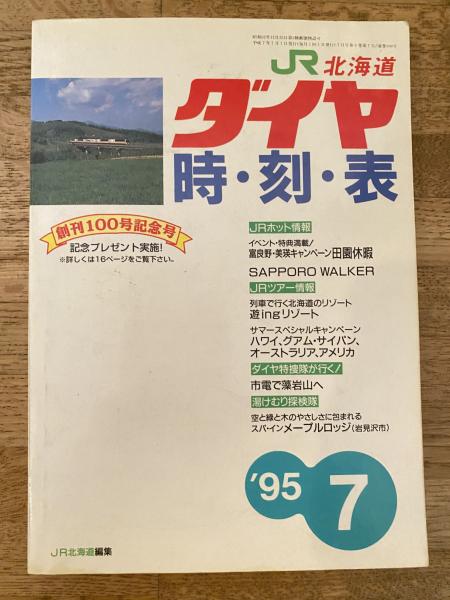 JR北海道
ダイヤ
時・刻・表
創刊100号記念号
記念プレゼント実施!
※詳しくは16ページをご覧下さい。
JRホット情報
イベント・特典満載!
富良野・美瑛キャンペーン田園休暇
SAPPORO WALKER
JRツアー情報
列車で行く北海道のリゾート
遊ingリゾート
サマースペシャルキャンペーン
ハワイ、グアム・サイパン、
オーストラリア、アメリカ
ダイヤ特捜隊が行く!
市電で藻岩山へ
湯けむり探検隊
空と緑と木のやさしさに包まれる
スパ・インメープルロッジ(岩見沢市)
'95
7
JR北海道編集